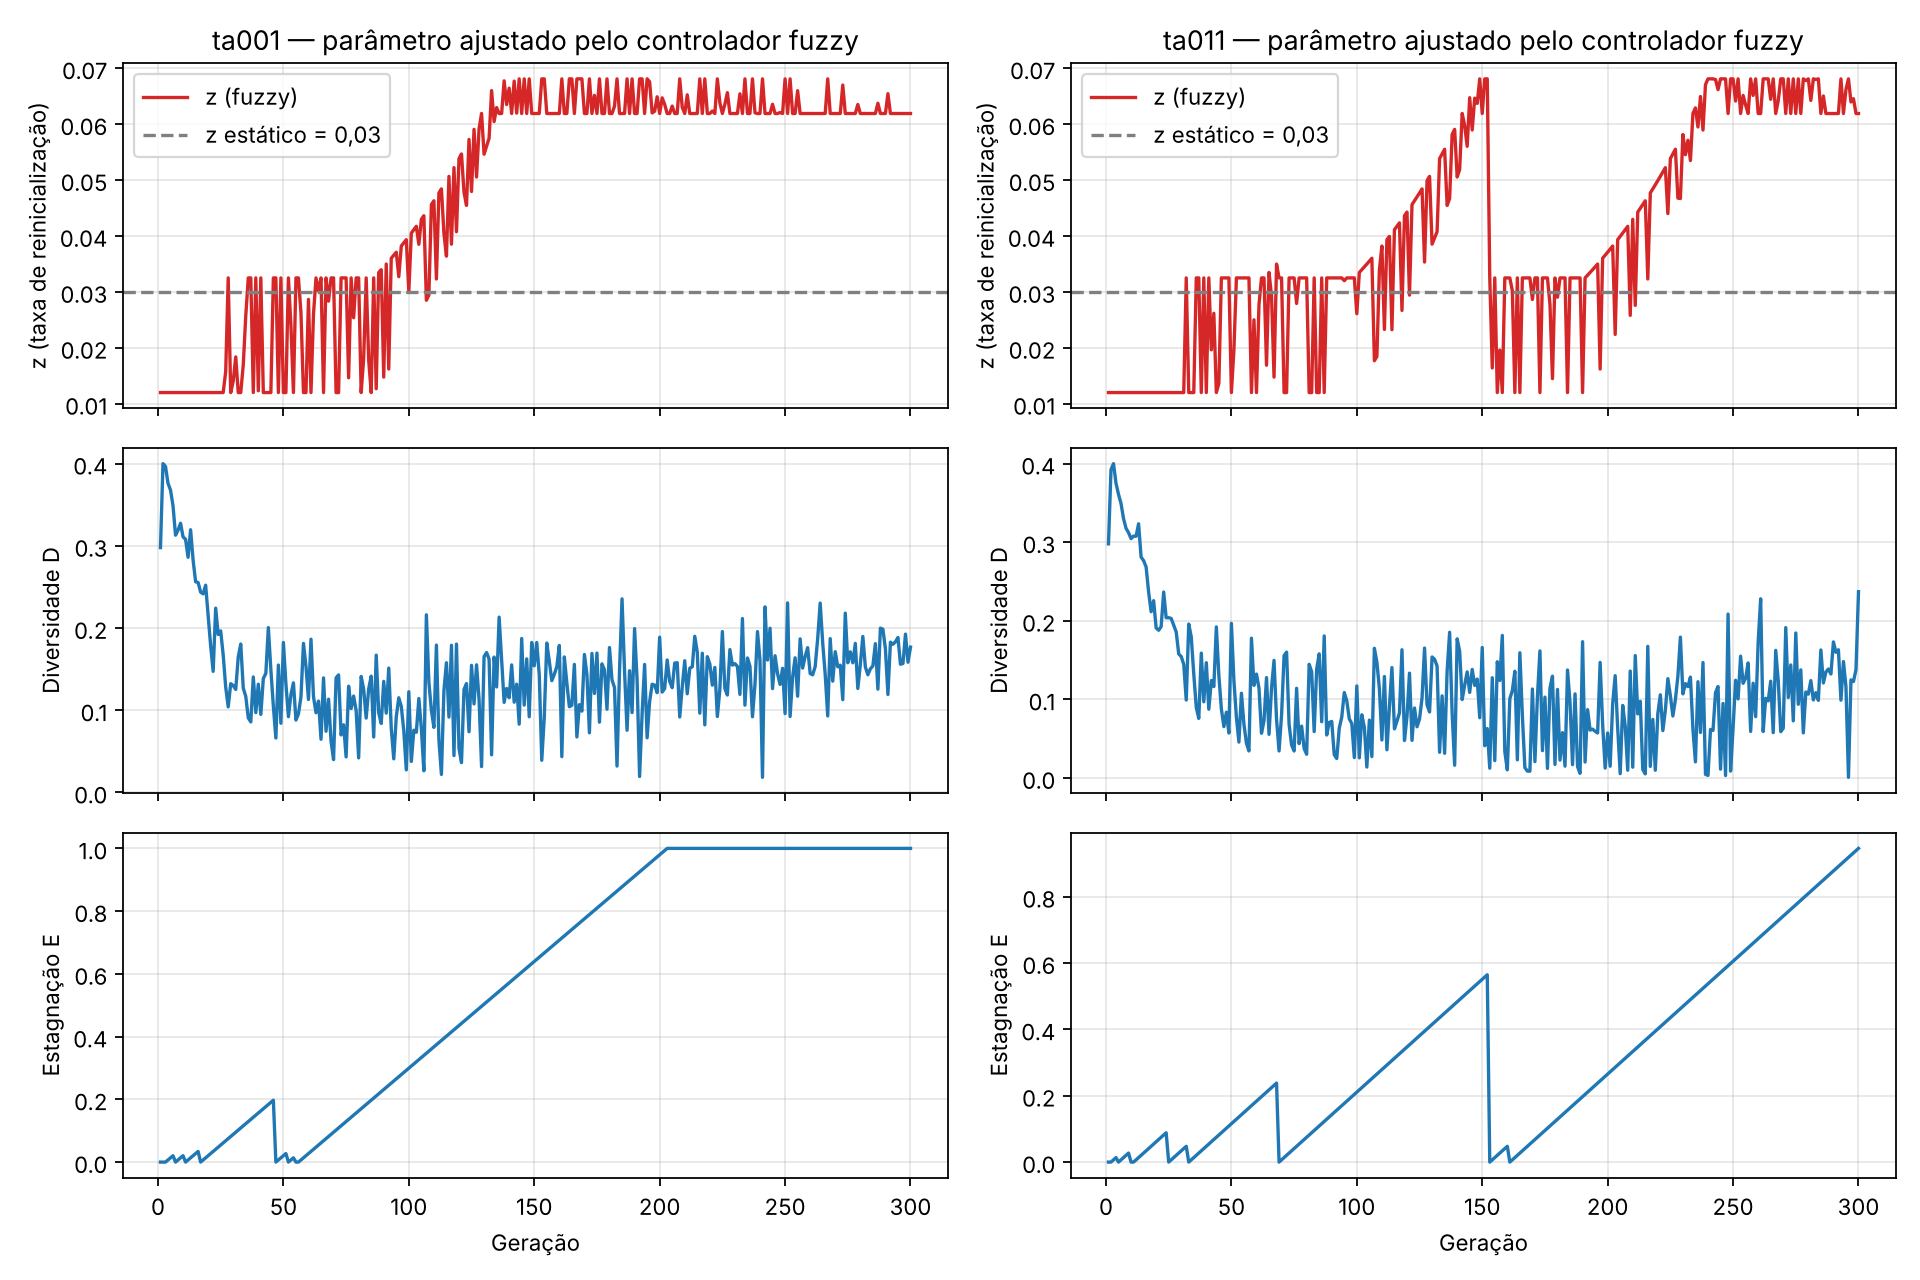 ta001 — parâmetro ajustado pelo controlador fuzzy
z (taxa de reinicialização)
0.07
0.06
0.05
0.04
0.03
0.02
0.01
z (fuzzy)
z estático = 0,03
ta011 — parâmetro ajustado pelo controlador fuzzy
z (taxa de reinicialização)
0.07
0.06
0.05
0.04
0.03
0.02
0.01
z (fuzzy)
z estático = 0,03
Diversidade D
0.4
0.3
0.2
0.1
0.0
Diversidade D
0.4
0.3
0.2
0.1
0.0
Estagnação E
1.0
0.8
0.6
0.4
0.2
0.0
0 50 100 150 200 250 300
Geração
Estagnação E
0.8
0.6
0.4
0.2
0.0
0 50 100 150 200 250 300
Geração